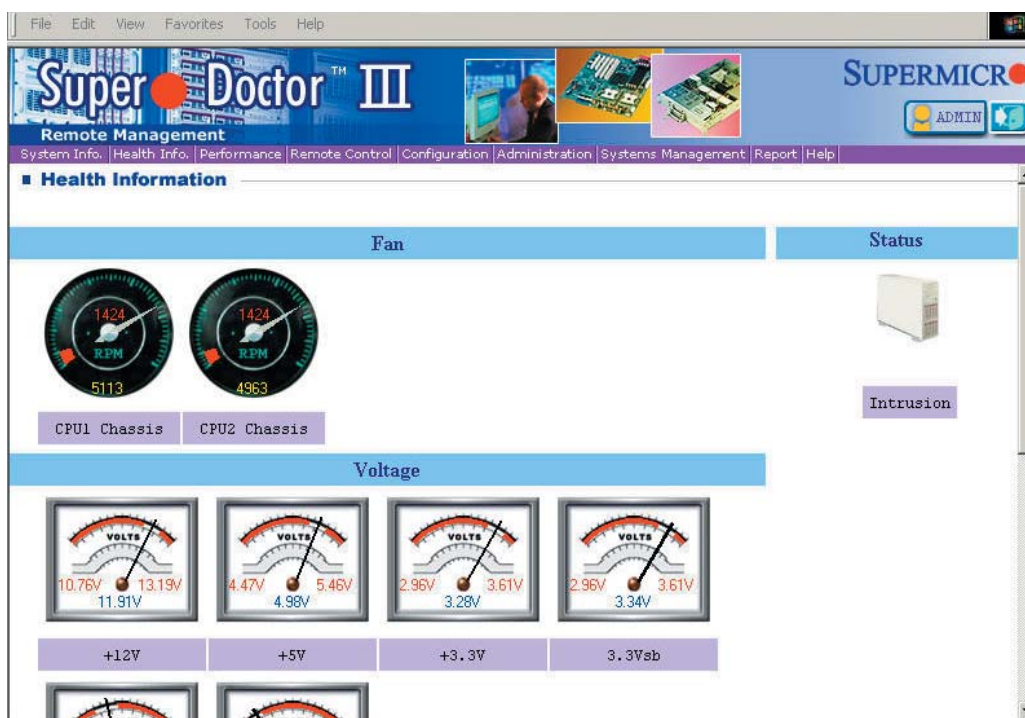 File Edit View Favorites Tools Help
Super Doctor™ III
SUPERMICR
Remote Management
ADMIN
System Info. Health Info. Performance Remote Control Configuration Administration Systems Management Report Help
Health Information
Fan
Status
1424 1424
RPM RPM
5113 4963
Intrusion
CPU1 Chassis CPU2 Chassis
Voltage
VOLTS VOLTS VOLTS VOLTS
10.76V 13.19V 4.47V 5.46V 2.96V 3.61V 2.96V 3.61V
11.91V 4.98V 3.28V 3.34V
+12V +5V +3.3V 3.3Vsb